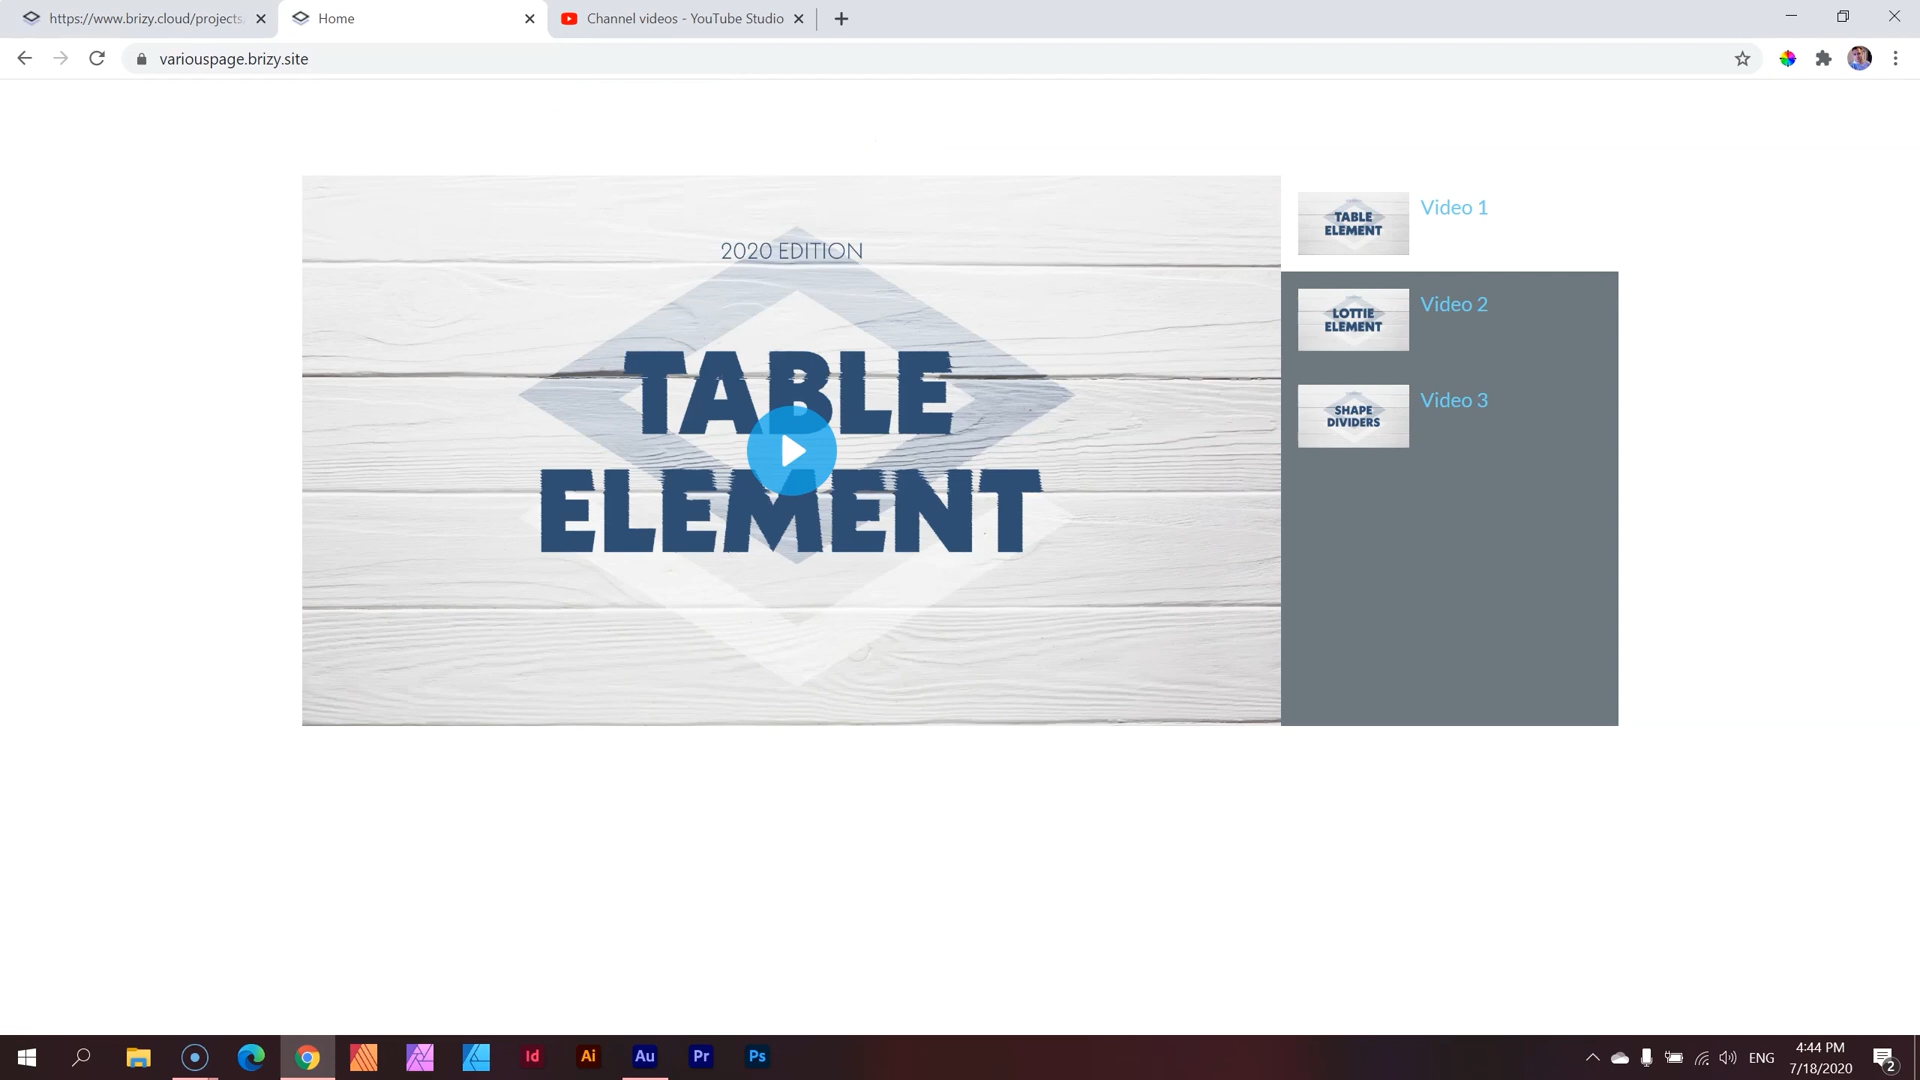 https://www.brizy.cloud/projects
Home
Channel videos - YouTube Studio
variouspage.brizy.site
2020 EDITION
TABLE
ELEMENT
TABLE
ELEMENT
Video 1
LOTTIE
ELEMENT
Video 2
SHAPE
DIVIDERS
Video 3
Id
Ai
Au
Pr
Ps
ENG
4:44 PM
7/18/2020
2